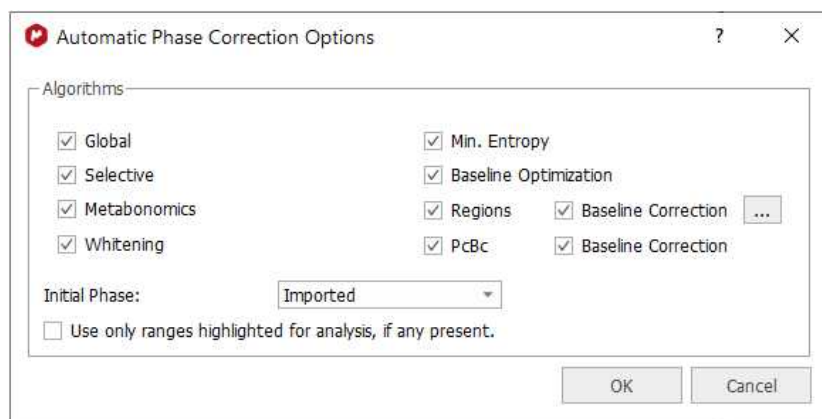 Automatic Phase Correction Options ?
Algorithms
Global Min. Entropy
Selective Baseline Optimization
Metabonomics Regions Baseline Correction ...
Whitening PcBc Baseline Correction
Initial Phase: Imported
Use only ranges highlighted for analysis, if any present.
OK Cancel